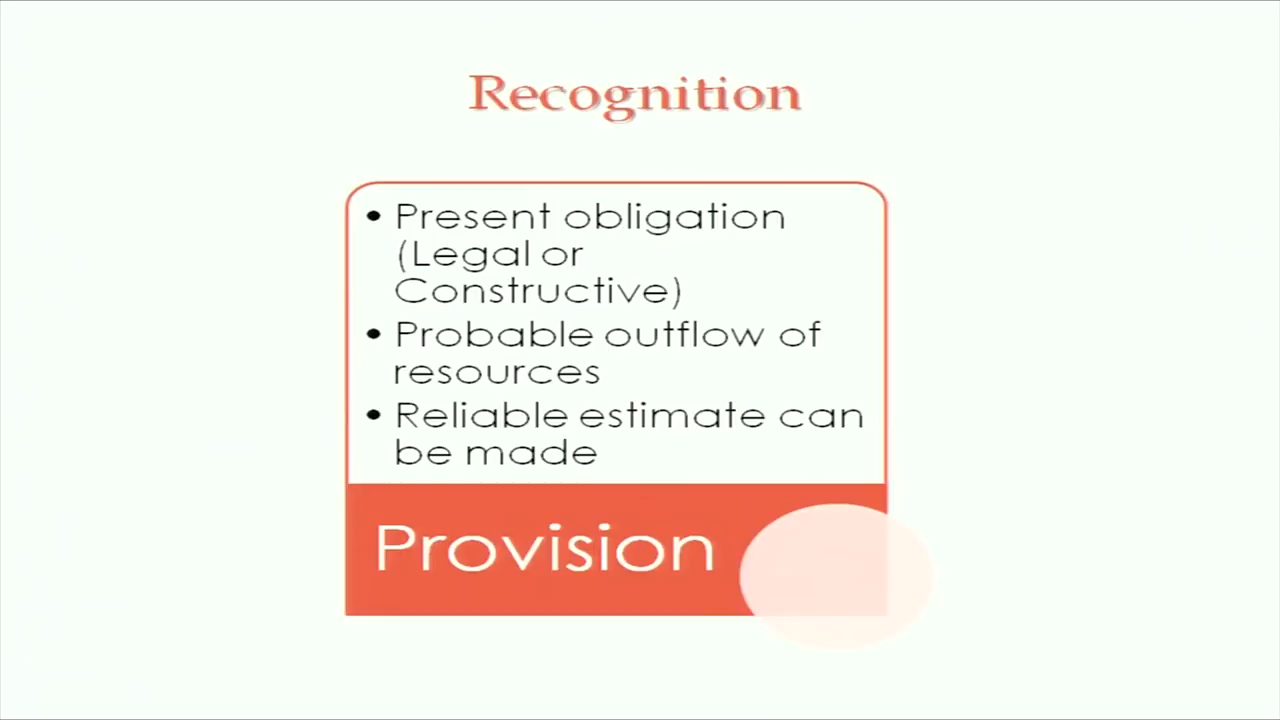 Recognition
• Present obligation
(Legal or
Constructive)
• Probable outflow of
resources
• Reliable estimate can
be made
Provision